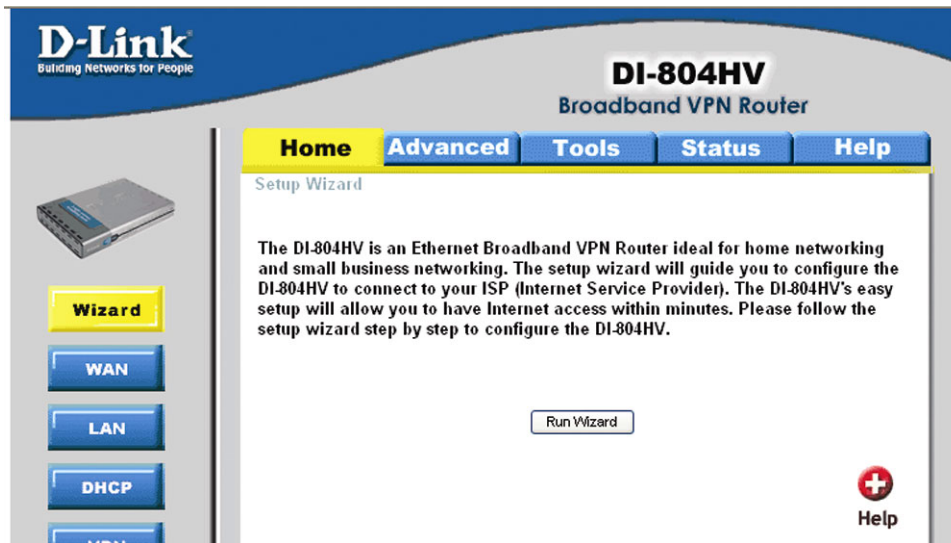 D-Link
Building Networks for People
DI-804HV
Broadband VPN Router
Home
Advanced
Tools
Status
Help
Setup Wizard
The DI-804HV is an Ethernet Broadband VPN Router ideal for home networking
and small business networking. The setup wizard will guide you to configure the
DI-804HV to connect to your ISP (Internet Service Provider). The DI-804HV's easy
setup will allow you to have Internet access within minutes. Please follow the
setup wizard step by step to configure the DI-804HV.
Run Wizard
Help
Wizard
WAN
LAN
DHCP